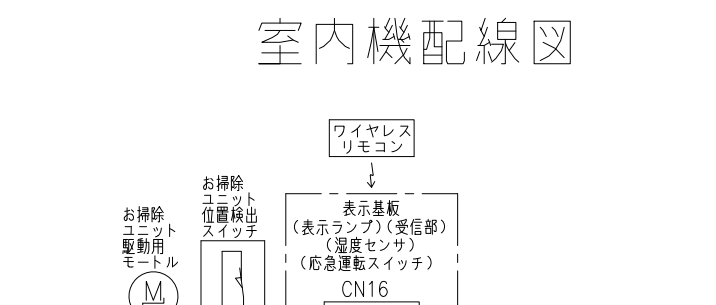 室内機配線図
ワイヤレス
リモコン
お掃除
ユニット
位置検出
スイッチ
お掃除
ユニット
駆動用
モートル
M
表示基板
(表示ランプ)(受信部)
(湿度センサ)
(応急運転スイッチ)
CN16